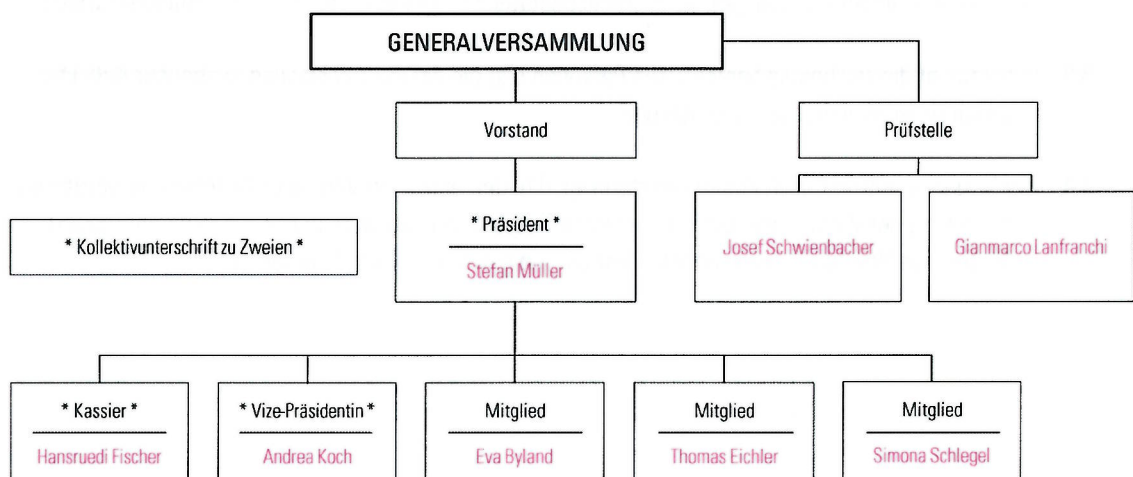 GENERALVERSAMMLUNG
Vorstand
Prüfstelle
* Präsident *
Stefan Müller
* Kollektivunterschrift zu Zweien *
Josef Schwienbacher
Gianmarco Lanfranchi
* Kassier *
Hansruedi Fischer
* Vize-Präsidentin *
Andrea Koch
Mitglied
Eva Byland
Mitglied
Thomas Eichler
Mitglied
Simona Schlegel